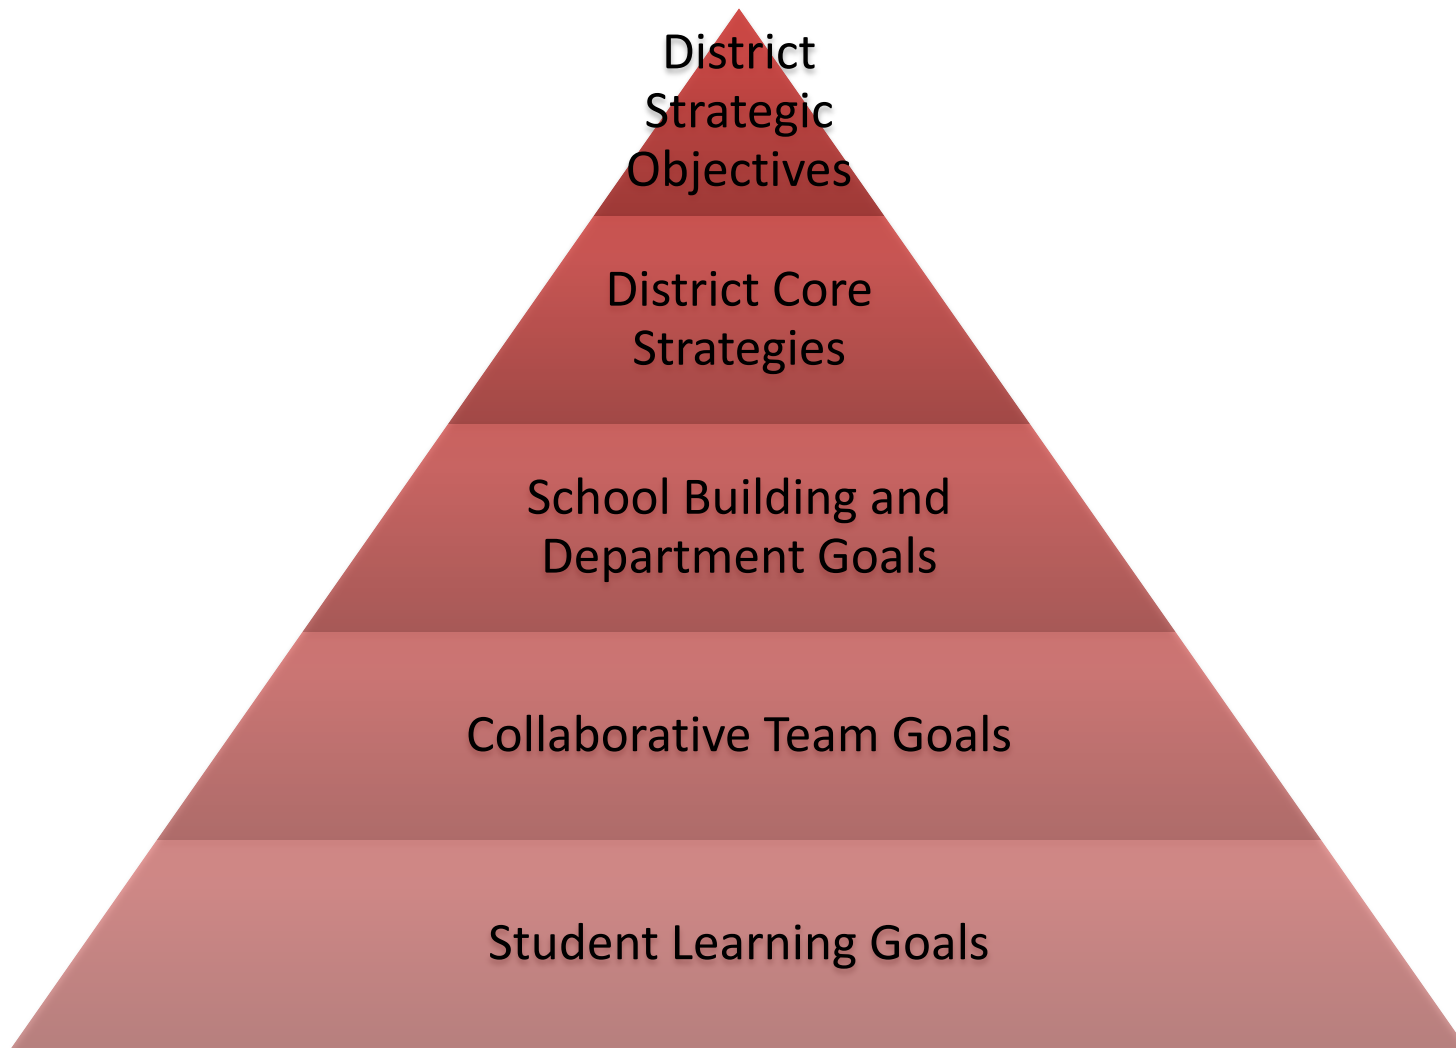 District
Strategic
Objectives
District Core
Strategies
School Building and
Department Goals
Collaborative Team Goals
Student Learning Goals